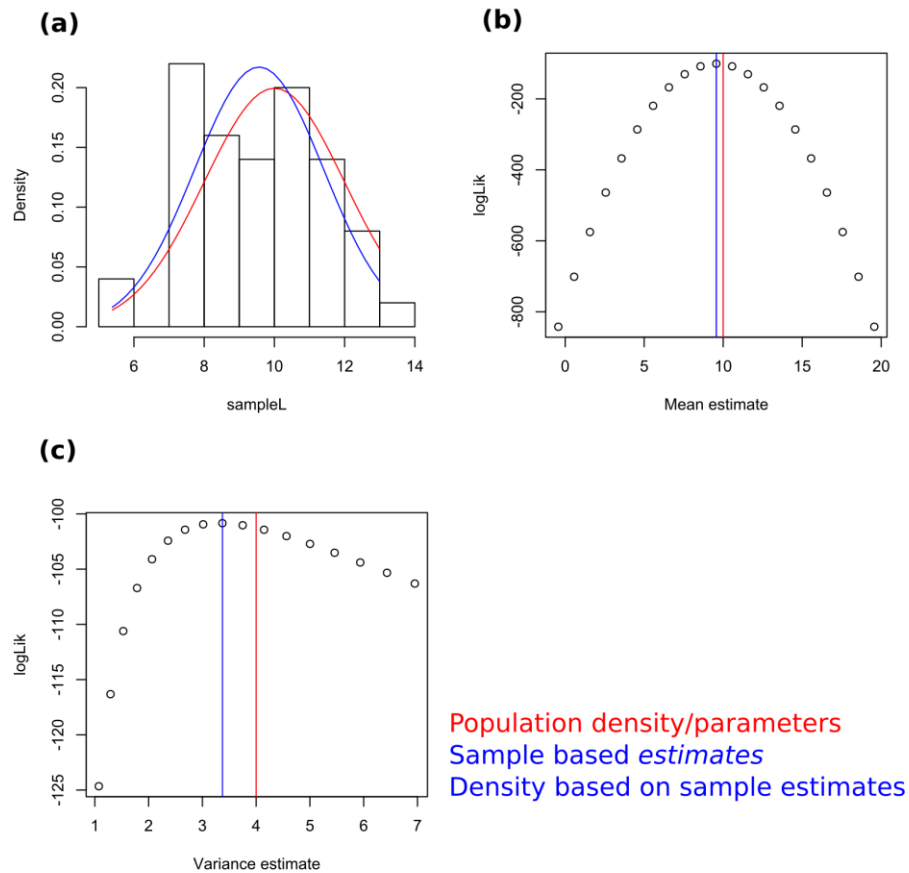 (a)
Density
0.00
0.05
0.10
0.15
0.20
6 8 10 12 14
sampleL
(b)
logLik
-800
-600
-400
-200
0 5 10 15 20
Mean estimate
(c)
logLik
-125
-120
-115
-110
-105
-100
1 2 3 4 5 6 7
Variance estimate
Population density/parameters
Sample based estimates
Density based on sample estimates